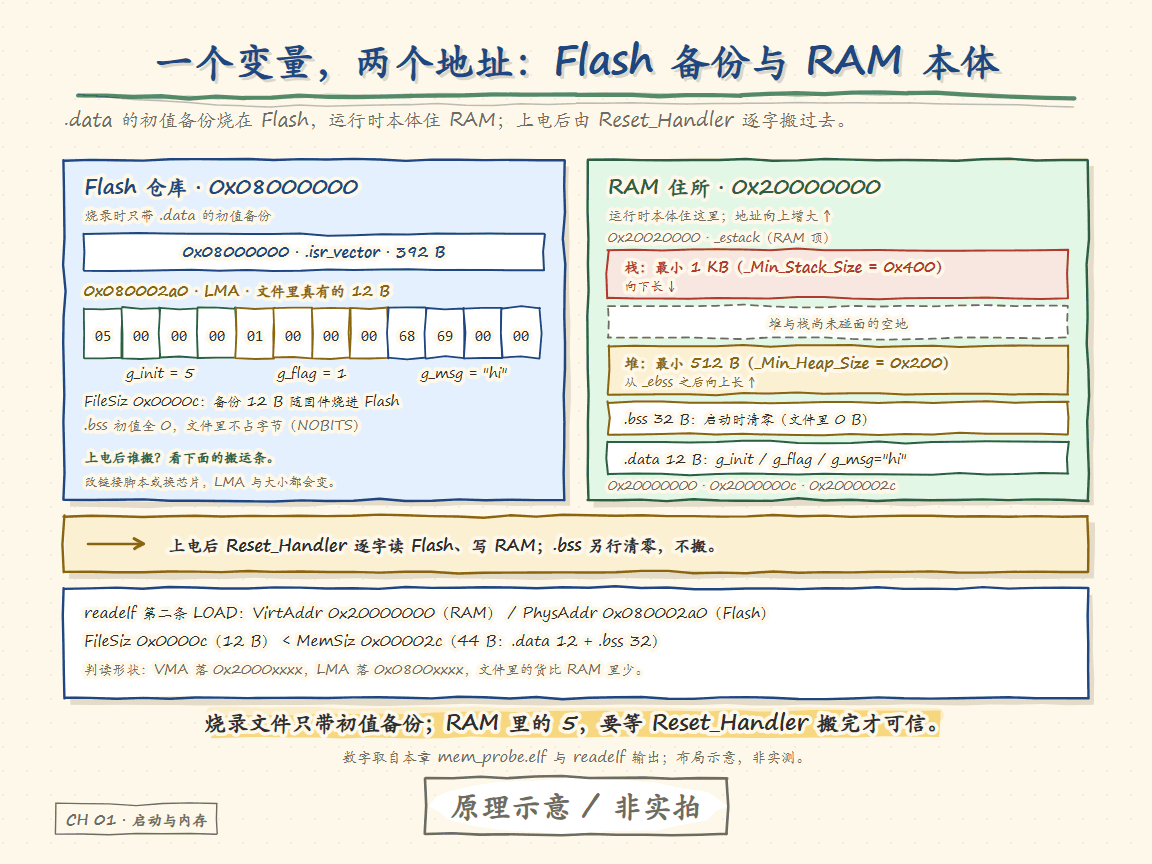 一个变量，两个地址：Flash 备份与 RAM 本体
.data 的初值备份烧在 Flash，运行时本体住 RAM；上电后由 Reset_Handler 逐字搬过去。
Flash 仓库 · 0x08000000
烧录时只带 .data 的初值备份
0x08000000 · .isr_vector · 392 B
0x080002a0 · LMA · 文件里真有的 12 B
05 00 00 00 01 00 00 00 68 69 00 00
g_init = 5 g_flag = 1 g_msg = "hi"
FileSiz 0x0000c：备份 12 B 随固件烧进 Flash
.bss 初值全 0，文件里不占字节（NOBITS）
上电后谁搬？看下面的搬运条。
改链接脚本或换芯片，LMA 与大小都会变。
RAM 住所 · 0x20000000
运行时本体住这里；地址向上增大 ↑
0x20020000 · _estack（RAM 顶）
栈：最小 1 KB（_Min_Stack_Size = 0x400）
向下长 ↓
堆与栈尚未碰面的空地
堆：最小 512 B（_Min_Heap_Size = 0x200）
从 _ebss 之后向上长 ↑
.bss 32 B：启动时清零（文件里 0 B）
.data 12 B：g_init / g_flag / g_msg="hi"
0x20000000 · 0x2000000c · 0x2000002c
上电后 Reset_Handler 逐字读 Flash、写 RAM；.bss 另行清零，不搬。
readelf 第二条 LOAD：VirtAddr 0x20000000（RAM） / PhysAddr 0x080002a0（Flash）
FileSiz 0x0000c（12 B） < MemSiz 0x00002c（44 B：.data 12 + .bss 32）
判读形状：VMA 落 0x2000xxxx，LMA 落 0x0800xxxx，文件里的货比 RAM 里少。
烧录文件只带初值备份；RAM 里的 5，要等 Reset_Handler 搬完才可信。
数字取自本章 mem_probe.elf 与 readelf 输出；布局示意，非实测。
原理示意 / 非实拍
CH 01 · 启动与内存